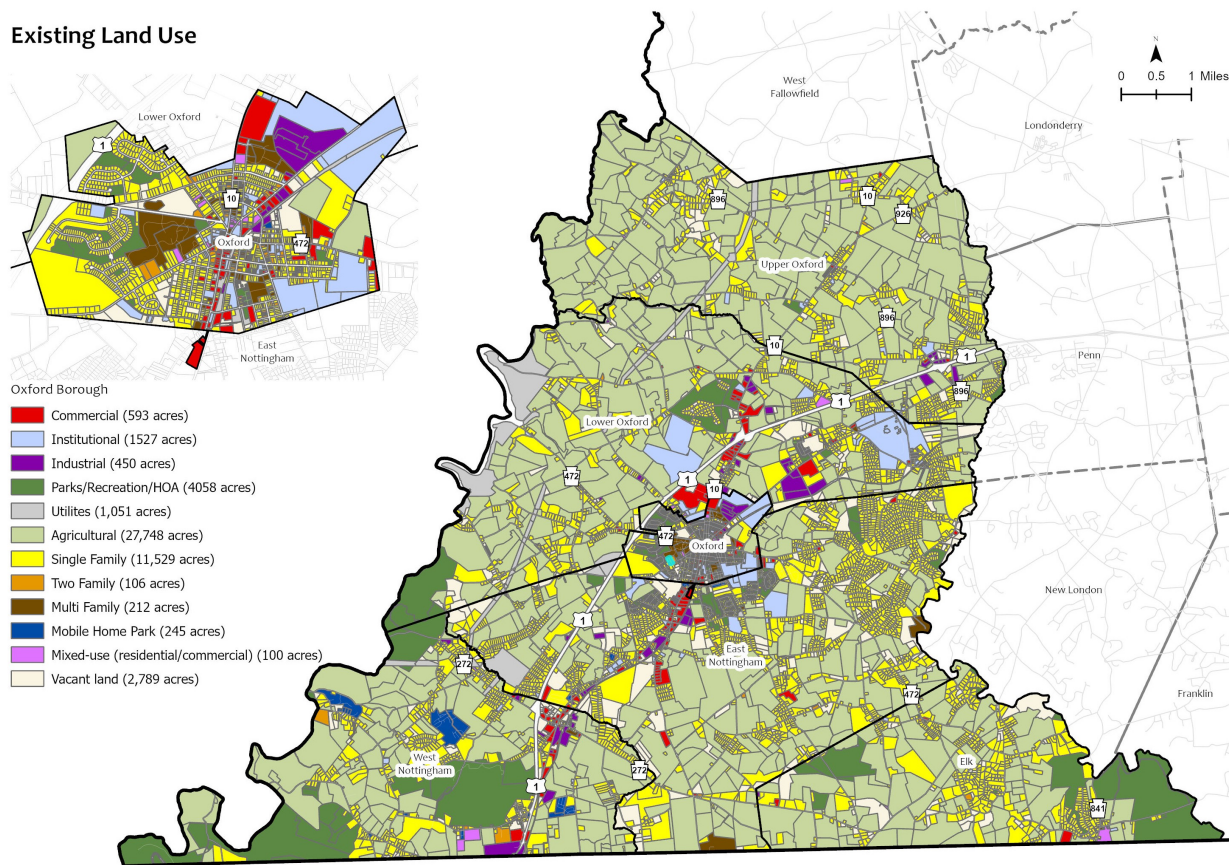 Existing Land Use
N
0 0.5 1 Miles
West
Fallowfield
Londonderry
Lower Oxford
1
10
Oxford
472
East
Nottingham
896
10
926
Upper Oxford
896
10
1
Penn
896
1
Lower Oxford
472
1
10
472
Oxford
New London
1
East
Nottingham
272
472
Franklin
West
Nottingham
272
Elk
1
841
Oxford Borough
Commercial (593 acres)
Institutional (1527 acres)
Industrial (450 acres)
Parks/Recreation/HOA (4058 acres)
Utilites (1,051 acres)
Agricultural (27,748 acres)
Single Family (11,529 acres)
Two Family (106 acres)
Multi Family (212 acres)
Mobile Home Park (245 acres)
Mixed-use (residential/commercial) (100 acres)
Vacant land (2,789 acres)